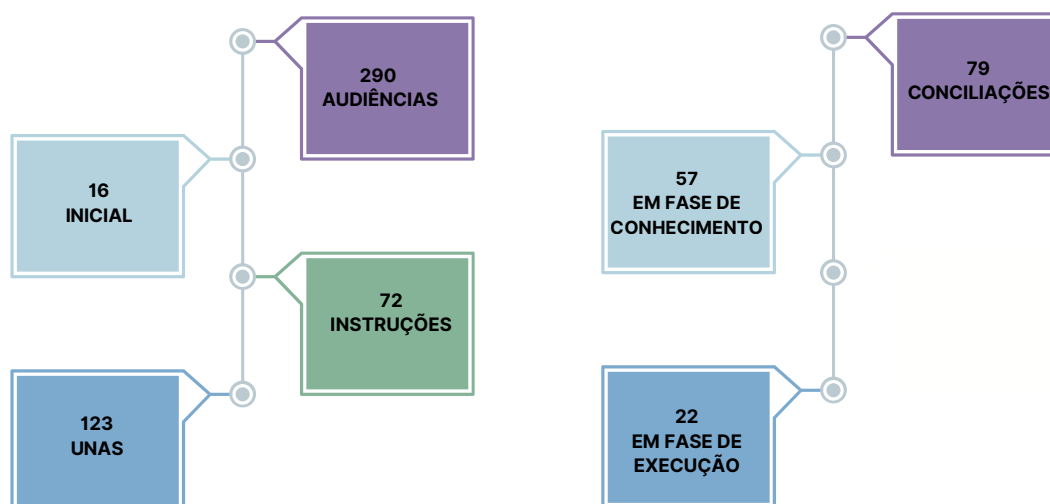 290
AUDIÊNCIAS
16
INICIAL
72
INSTRUÇÕES
123
UNAS
79
CONCILIAÇÕES
57
EM FASE DE
CONHECIMENTO
22
EM FASE DE
EXECUÇÃO